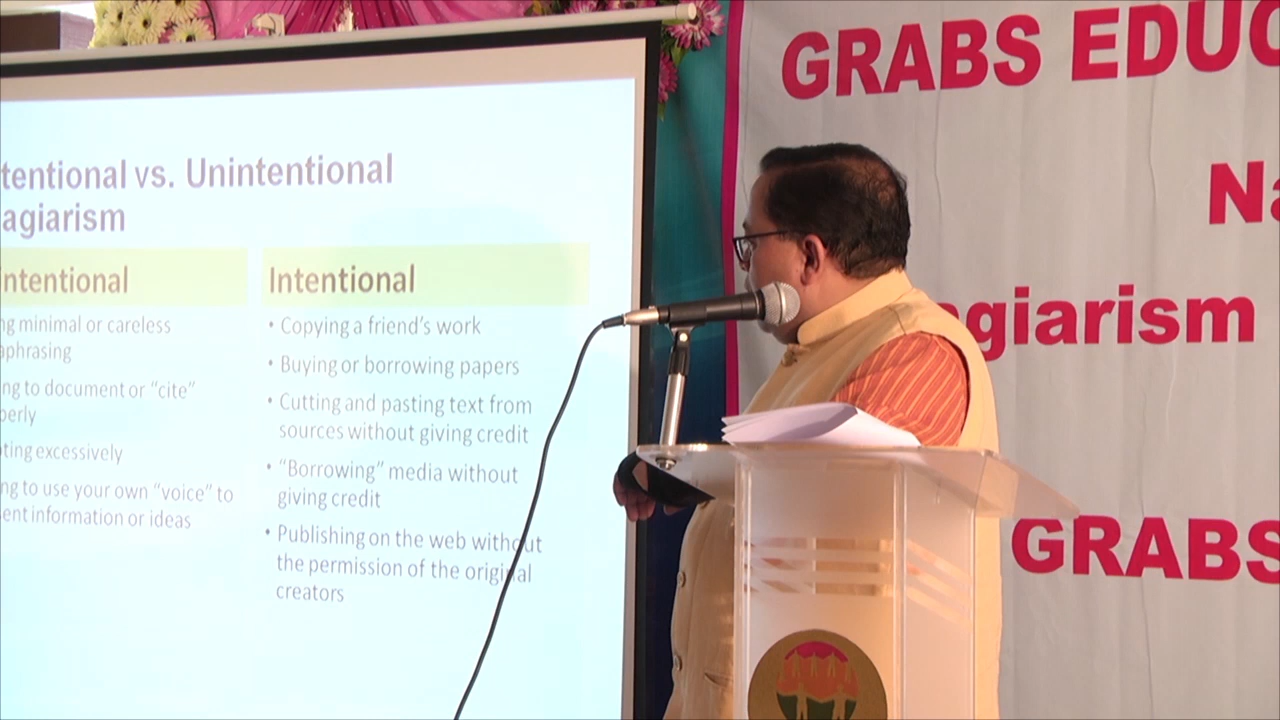 tentional vs. Unintentional
agiarism
intentional
ng minimal or careless
aphrasing
ng to document or “cite”
perly
ting excessively
ng to use your own “voice” to
sent information or ideas
Intentional
• Copying a friend’s work
• Buying or borrowing papers
• Cutting and pasting text from
sources without giving credit
• “Borrowing” media without
giving credit
• Publishing on the web without
the permission of the original
creators
GRABS EDUC
Na
agiarism
GRABS